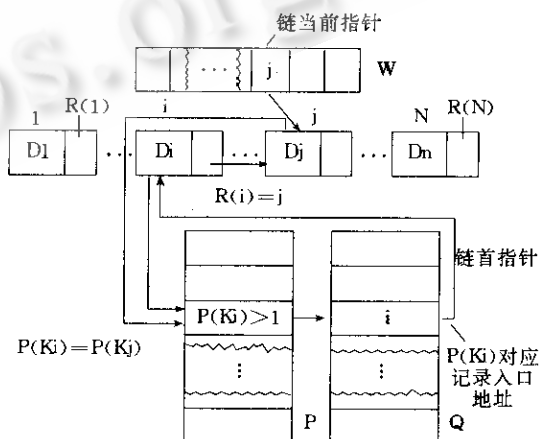 链当前指针
... j W
1 R(1) i j N R(N)
D1 ... Di ... Dj ... Dn
R(i)=j
链首指针
P(Ki)>1 i
P(Ki)=P(Kj)
P(Ki)对应
记录入口
地址
⋮ ⋮
P Q